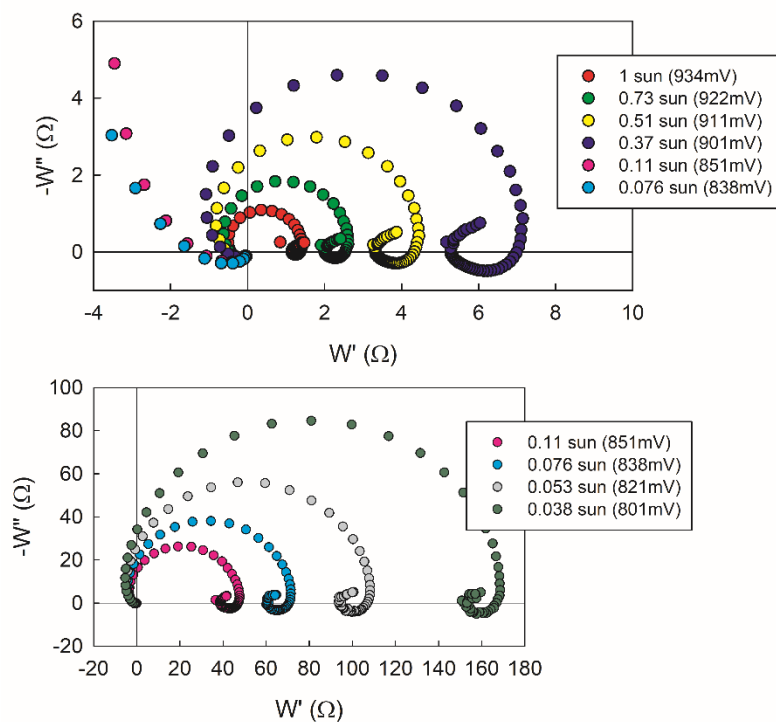 6
4
2
0
-W'' (Ω)
-4 -2 0 2 4 6 8 10
W' (Ω)
1 sun (934mV)
0.73 sun (922mV)
0.51 sun (911mV)
0.37 sun (901mV)
0.11 sun (851mV)
0.076 sun (838mV)
100
80
60
40
20
0
-20
-W'' (Ω)
-20 0 20 40 60 80 100 120 140 160 180
W' (Ω)
0.11 sun (851mV)
0.076 sun (838mV)
0.053 sun (821mV)
0.038 sun (801mV)